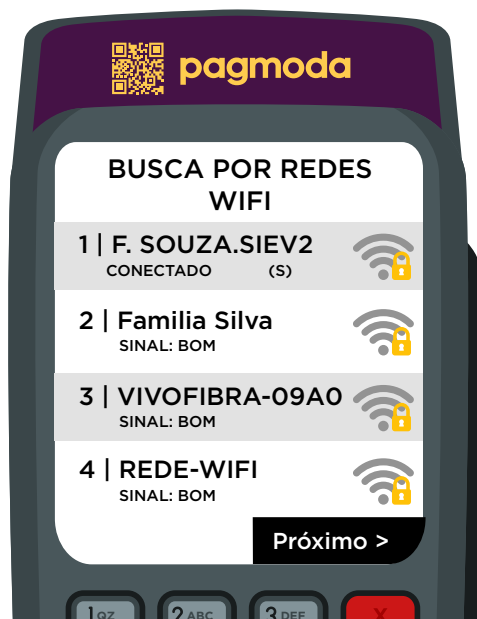 pagmoda
BUSCA POR REDES
WIFI
1 | F. SOUZA.SIEV2
CONECTADO (S)
2 | Familia Silva
SINAL: BOM
3 | VIVOFIBRA-09A0
SINAL: BOM
4 | REDE-WIFI
SINAL: BOM
Próximo >
1 QZ 2 ABC 3 DEF X